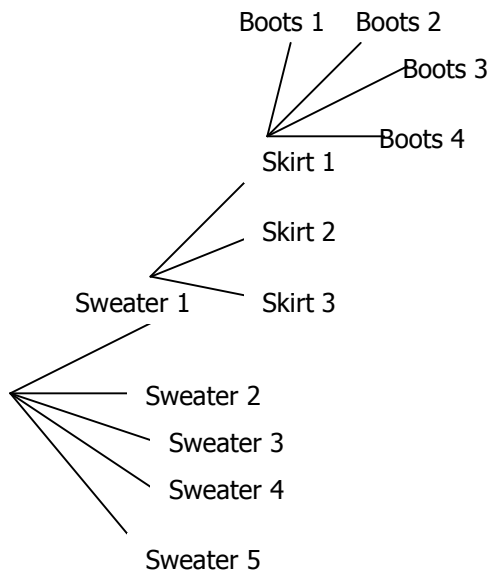 Boots 1 Boots 2
Boots 3
Boots 4
Skirt 1
Skirt 2
Sweater 1 Skirt 3
Sweater 2
Sweater 3
Sweater 4
Sweater 5